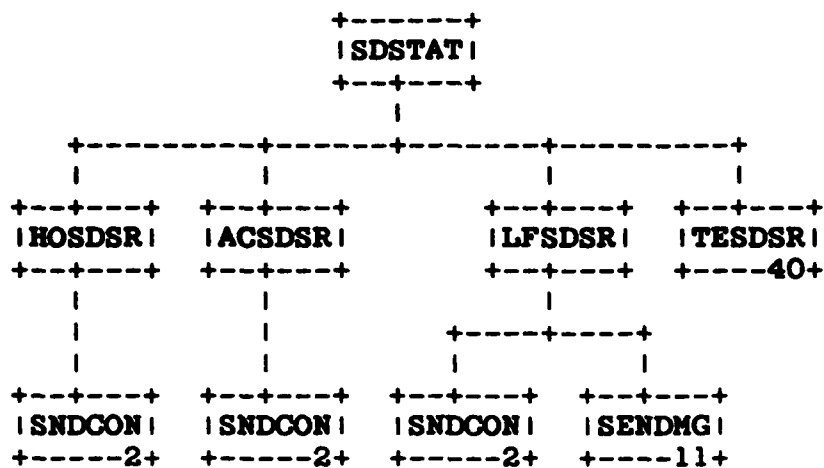 SDSTAT
HOSDSR ACSDSR LFSDSR TESDSR
40
SNDCON SNDCON SNDCON SENDMG
2 2 2 11